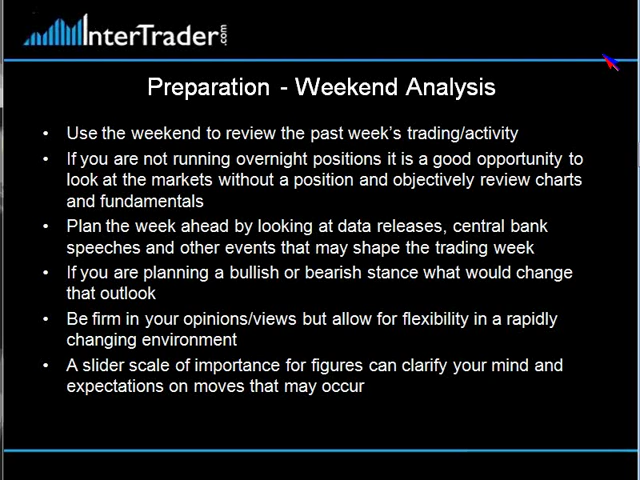 InterTrader.com
Preparation - Weekend Analysis
• Use the weekend to review the past week's trading/activity
• If you are not running overnight positions it is a good opportunity to
look at the markets without a position and objectively review charts
and fundamentals
• Plan the week ahead by looking at data releases, central bank
speeches and other events that may shape the trading week
• If you are planning a bullish or bearish stance what would change
that outlook
• Be firm in your opinions/views but allow for flexibility in a rapidly
changing environment
• A slider scale of importance for figures can clarify your mind and
expectations on moves that may occur